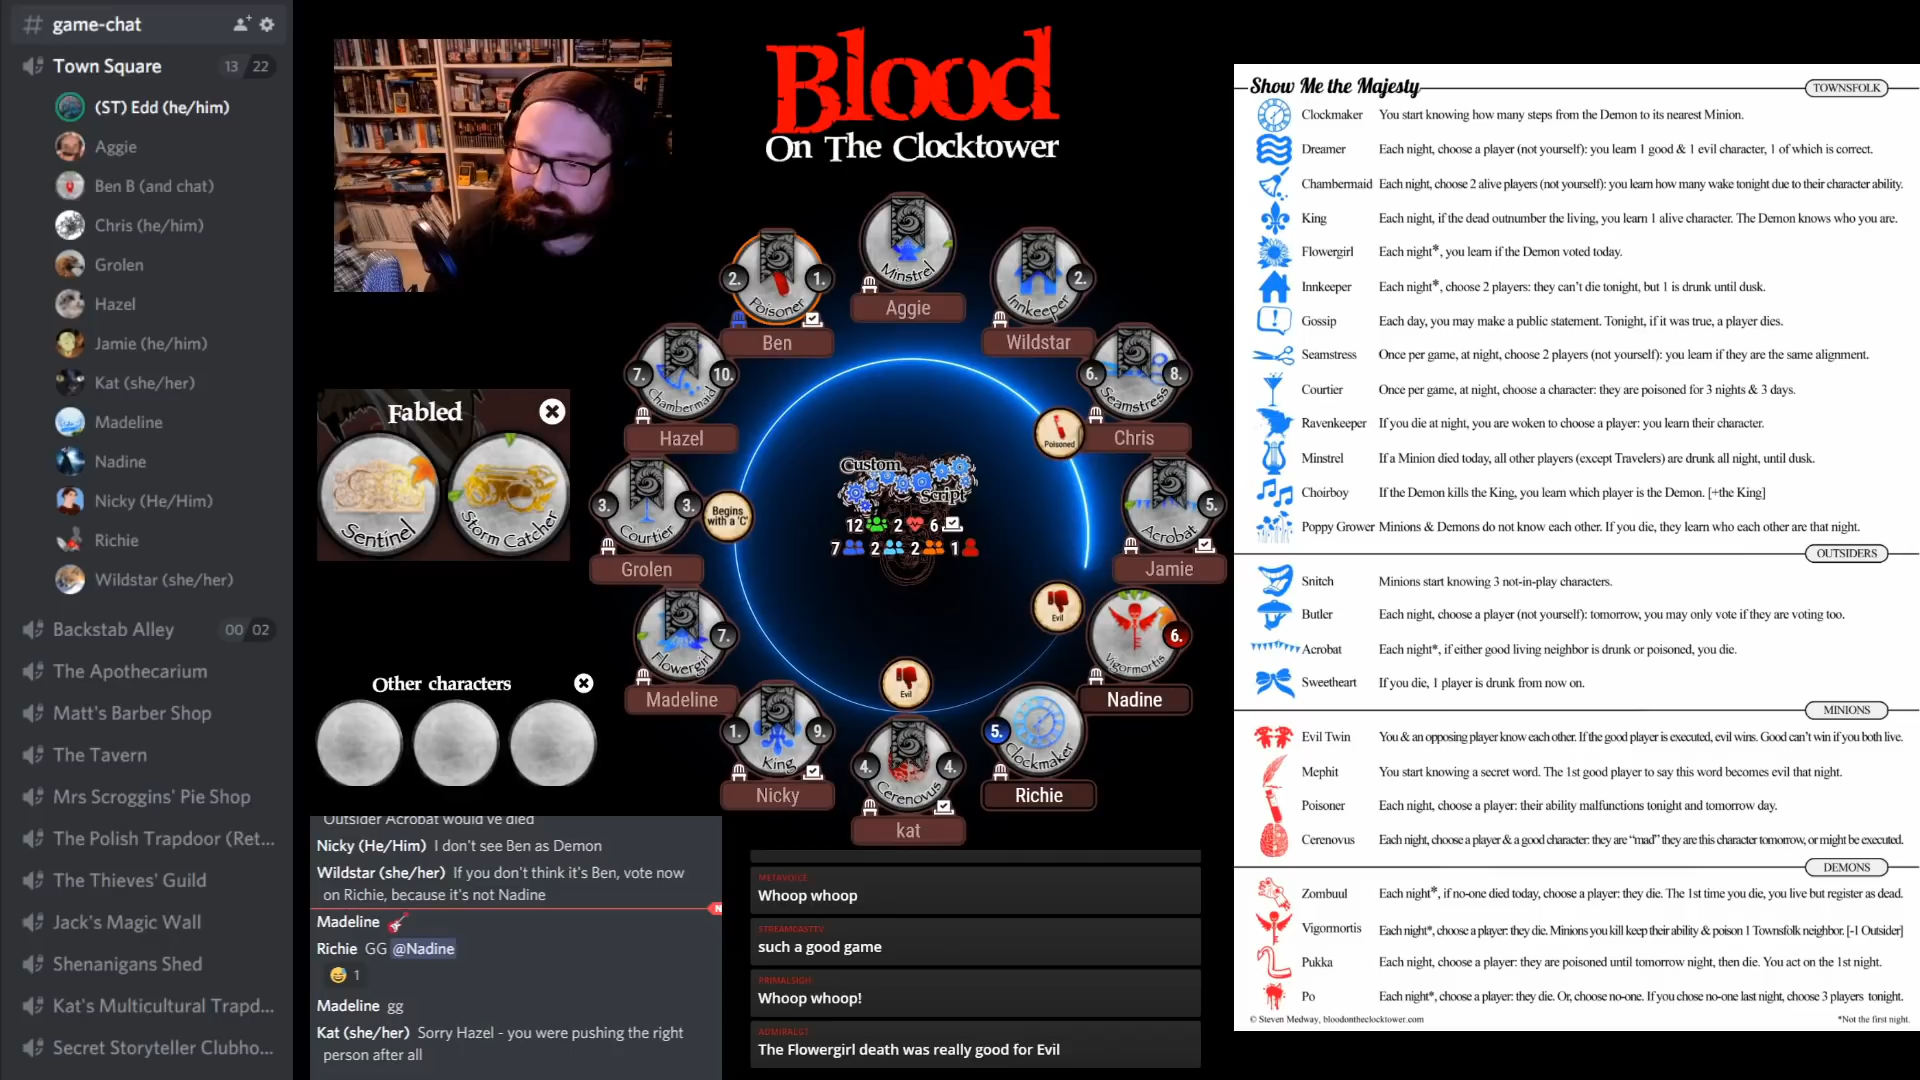 game-chat
Town Square 13 22
(ST) Edd (he/him)
Aggie
Ben B (and chat)
Chris (he/him)
Grolen
Hazel
Jamie (he/him)
Kat (she/her)
Madeline
Nadine
Nicky (He/Him)
Richie
Wildstar (she/her)
Backstab Alley 00 02
The Apothecarium
Matt's Barber Shop
The Tavern
Mrs Scroggins' Pie Shop
The Polish Trapdoor (Ret...
The Thieves' Guild
Jack's Magic Wall
Shenanigans Shed
Kat's Multicultural Trapd...
Secret Storyteller Clubho...
Fabled
Sentinel
Storm Catcher
Other characters
Outsider Acrobat would've died
Nicky (He/Him) I don't see Ben as Demon
Wildstar (she/her) If you don't think it's Ben, vote now
on Richie, because it's not Nadine
Madeline
Richie GG @Nadine
1
Madeline gg
Kat (she/her) Sorry Hazel - you were pushing the right
person after all
Blood
On The Clocktower
Minstrel
Aggie
2. 1.
Poisoner
Ben
2.
Innkeeper
Wildstar
7. 10.
Chambermaid
Hazel
6. 8.
Seamstress
Chris
Poisoned
3. 3.
Courtier
Grolen
Begins
with a 'C'
5.
Acrobat
Jamie
Custom
Script
12 2 6
7 2 2 1
7.
Flowergirl
Madeline
Evil
6.
Vigormortis
Nadine
1. 9.
King
Nicky
Evil
4. 4.
Cerenovus
kat
5.
Clockmaker
Richie
METAVOICE
Whoop whoop
STREAMCASTTV
such a good game
PRIMALSIGH
Whoop whoop!
ADMIRALGT
The Flowergirl death was really good for Evil
Show Me the Majesty
TOWNSFOLK
Clockmaker You start knowing how many steps from the Demon to its nearest Minion.
Dreamer Each night, choose a player (not yourself): you learn 1 good & 1 evil character, 1 of which is correct.
Chambermaid Each night, choose 2 alive players (not yourself): you learn how many wake tonight due to their character ability.
King Each night, if the dead outnumber the living, you learn 1 alive character. The Demon knows who you are.
Flowergirl Each night*, you learn if the Demon voted today.
Innkeeper Each night*, choose 2 players: they can't die tonight, but 1 is drunk until dusk.
Gossip Each day, you may make a public statement. Tonight, if it was true, a player dies.
Seamstress Once per game, at night, choose 2 players (not yourself): you learn if they are the same alignment.
Courtier Once per game, at night, choose a character: they are poisoned for 3 nights & 3 days.
Ravenkeeper If you die at night, you are woken to choose a player: you learn their character.
Minstrel If a Minion died today, all other players (except Travelers) are drunk all night, until dusk.
Choirboy If the Demon kills the King, you learn which player is the Demon. [+the King]
Poppy Grower Minions & Demons do not know each other. If you die, they learn who each other are that night.
OUTSIDERS
Snitch Minions start knowing 3 not-in-play characters.
Butler Each night, choose a player (not yourself): tomorrow, you may only vote if they are voting too.
Acrobat Each night*, if either good living neighbor is drunk or poisoned, you die.
Sweetheart If you die, 1 player is drunk from now on.
MINIONS
Evil Twin You & an opposing player know each other. If the good player is executed, evil wins. Good can't win if you both live.
Mephit You start knowing a secret word. The 1st good player to say this word becomes evil that night.
Poisoner Each night, choose a player: their ability malfunctions tonight and tomorrow day.
Cerenovus Each night, choose a player & a good character: they are “mad” they are this character tomorrow, or might be executed.
DEMONS
Zombuul Each night*, if no-one died today, choose a player: they die. The 1st time you die, you live but register as dead.
Vigormortis Each night*, choose a player: they die. Minions you kill keep their ability & poison 1 Townsfolk neighbor. [-1 Outsider]
Pukka Each night, choose a player: they are poisoned until tomorrow night, then die. You act on the 1st night.
Po Each night*, choose a player: they die. Or, choose no-one. If you chose no-one last night, choose 3 players tonight.
© Steven Medway, bloodontheclocktower.com *Not the first night.